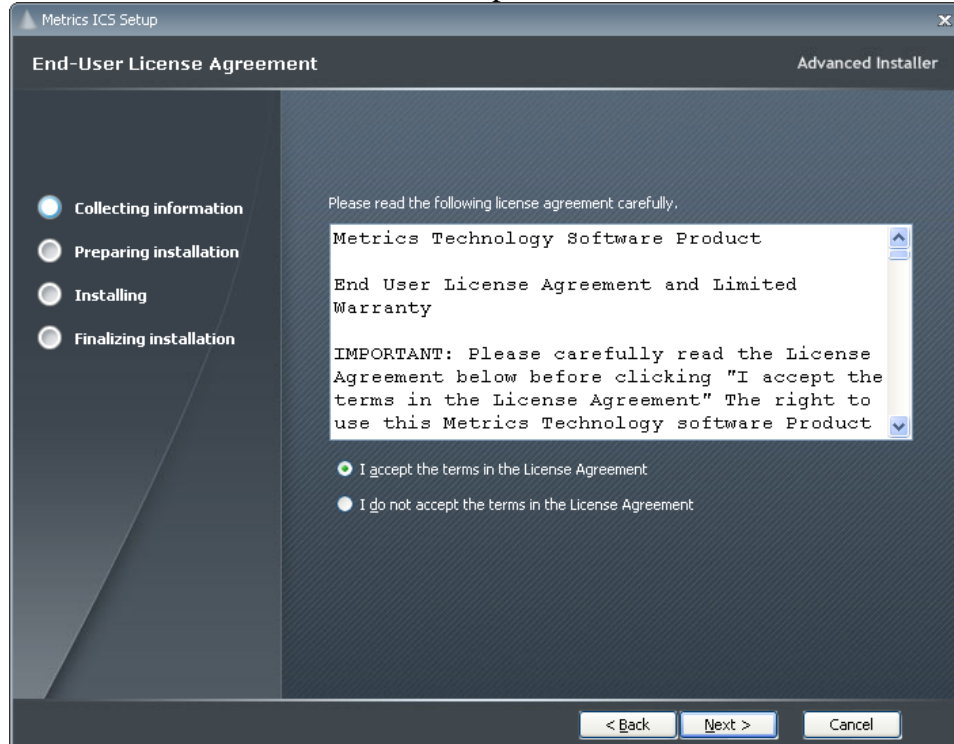 Metrics ICS Setup
End-User License Agreement
Advanced Installer
Collecting information
Preparing installation
Installing
Finalizing installation
Please read the following license agreement carefully.
Metrics Technology Software Product
End User License Agreement and Limited
Warranty
IMPORTANT: Please carefully read the License
Agreement below before clicking "I accept the
terms in the License Agreement" The right to
use this Metrics Technology software Product
I accept the terms in the License Agreement
I do not accept the terms in the License Agreement
< Back
Next >
Cancel